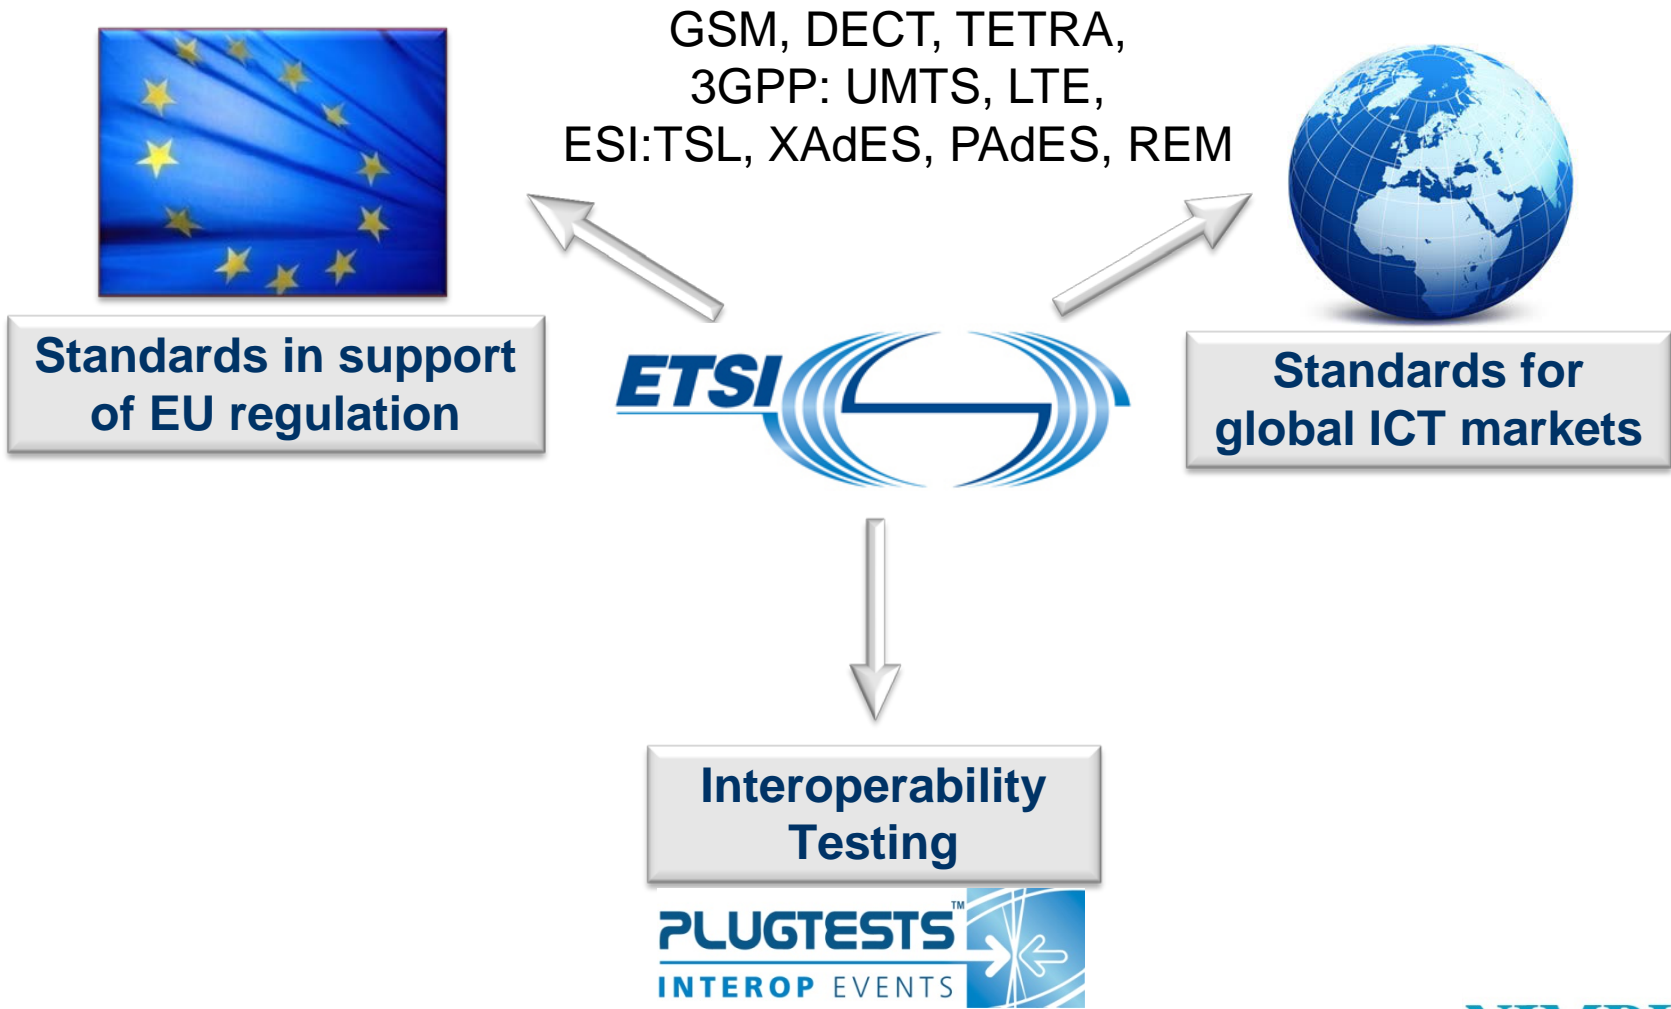 GSM, DECT, TETRA,
3GPP: UMTS, LTE,
ESI:TSL, XAdES, PAdES, REM
Standards in support
of EU regulation
ETSI
Standards for
global ICT markets
Interoperability
Testing
PLUGTESTS™
INTEROP EVENTS